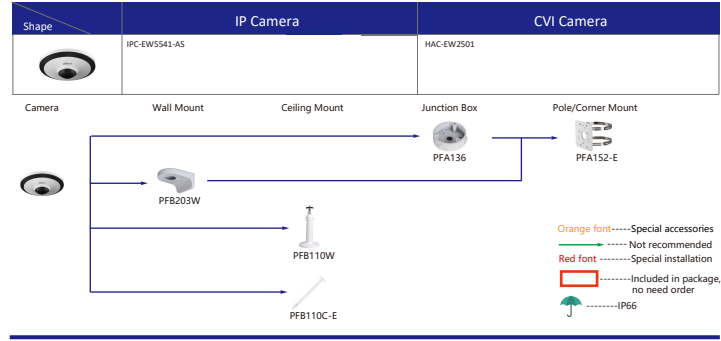 Shape
IP Camera
CVI Camera
IPC-EW5541-AS
HAC-EW2501
Camera
Wall Mount
Ceiling Mount
Junction Box
Pole/Corner Mount
PFA136
PFA152-E
PFB203W
PFB110W
PFB110C-E
Orange font-----Special accessories
----- Not recommended
Red font --------Special installation
-------Included in package,
no need order
--------IP66